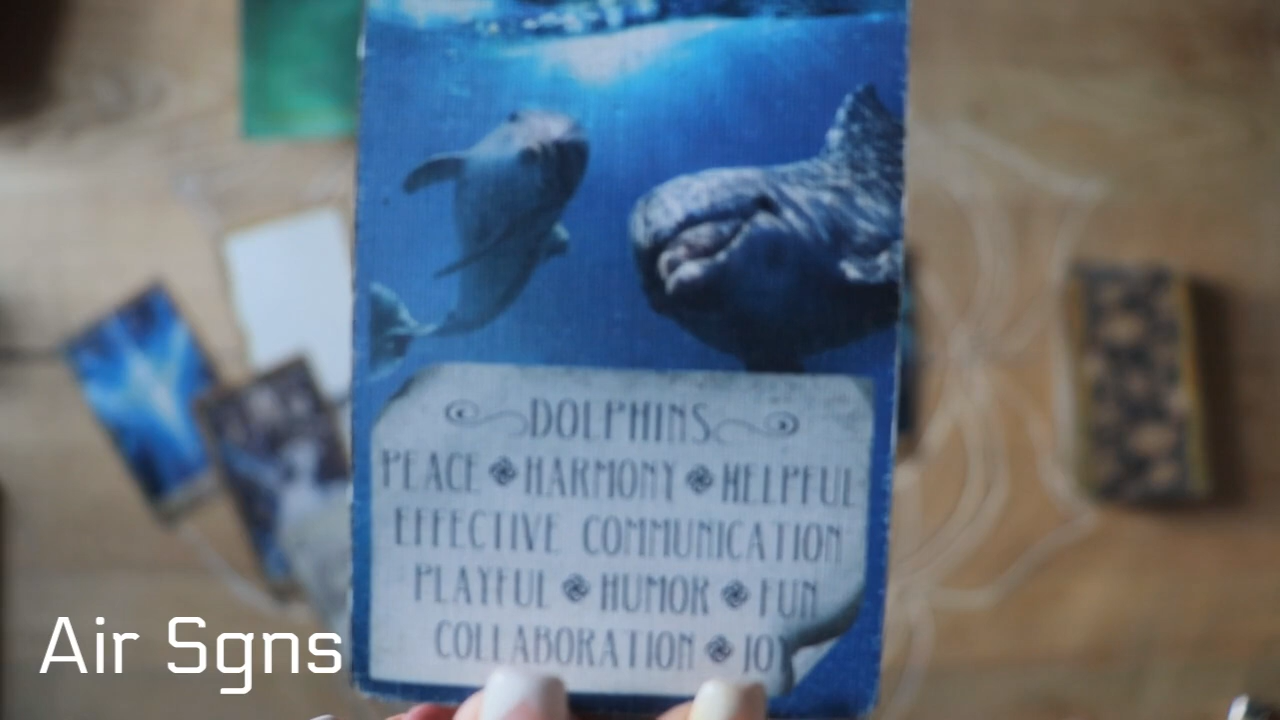 DOLPHINS
PEACE HARMONY HELPFUL
EFFECTIVE COMMUNICATION
PLAYFUL HUMOR FUN
COLLABORATION JOY
Air Sgns